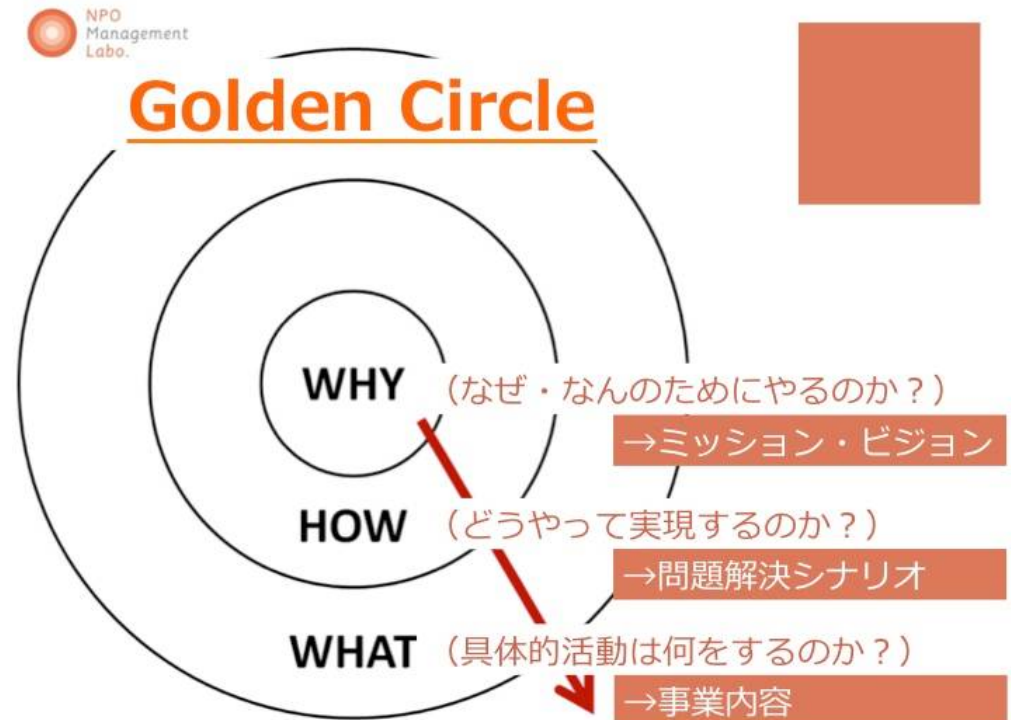 NPO
Management
Labo.
Golden Circle
WHY （なぜ・なんのためにやるのか？）
→ミッション・ビジョン
HOW （どうやって実現するのか？）
→問題解決シナリオ
WHAT （具体的活動は何をするのか？）
→事業内容